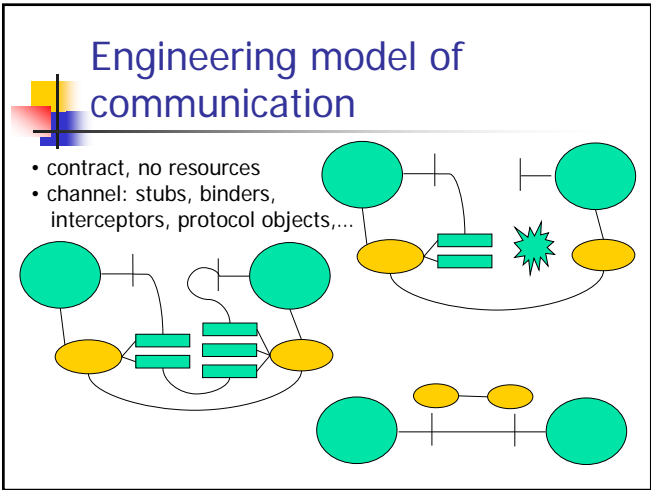 Engineering model of
communication
• contract, no resources
• channel: stubs, binders,
interceptors, protocol objects,...